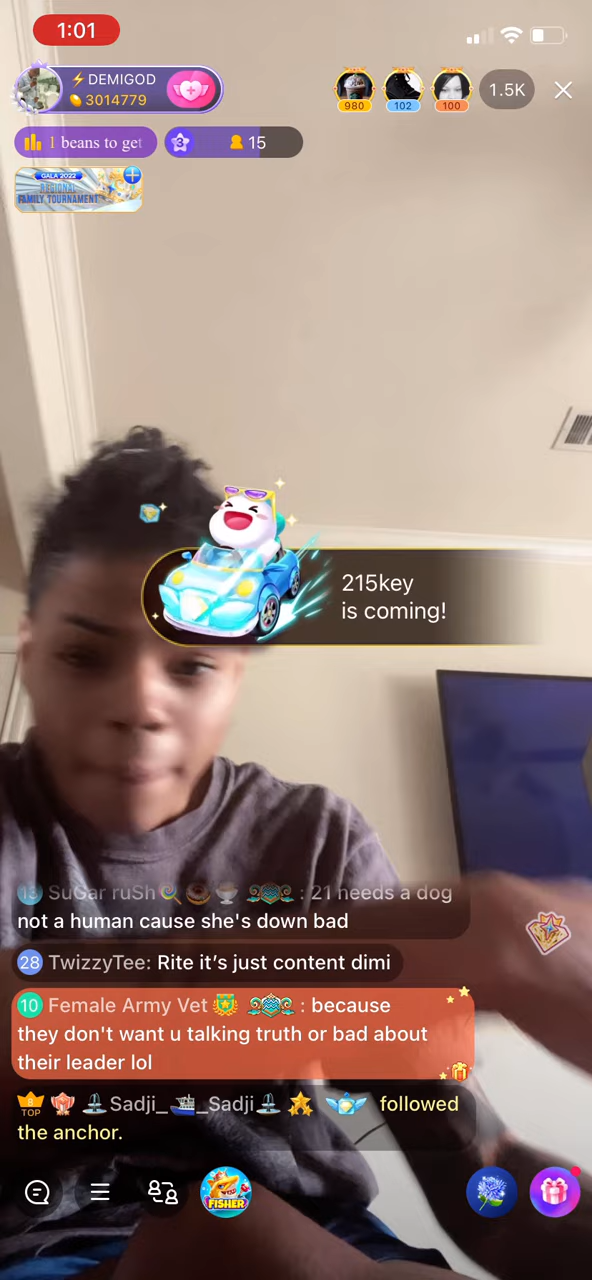 1:01
⚡DEMIGOD
3014779
980
102
100
1.5K
1 beans to get
3
15
GALA 2022
REGIONAL
FAMILY TOURNAMENT
215key
is coming!
13 SuGar ruSh🍭🍩🍧 : 21 needs a dog
not a human cause she's down bad
28 TwizzyTee: Rite it's just content dimi
10 Female Army Vet : because
they don't want u talking truth or bad about
their leader lol
8
TOP
Sadji_🚢_Sadji followed
the anchor.
FISHER